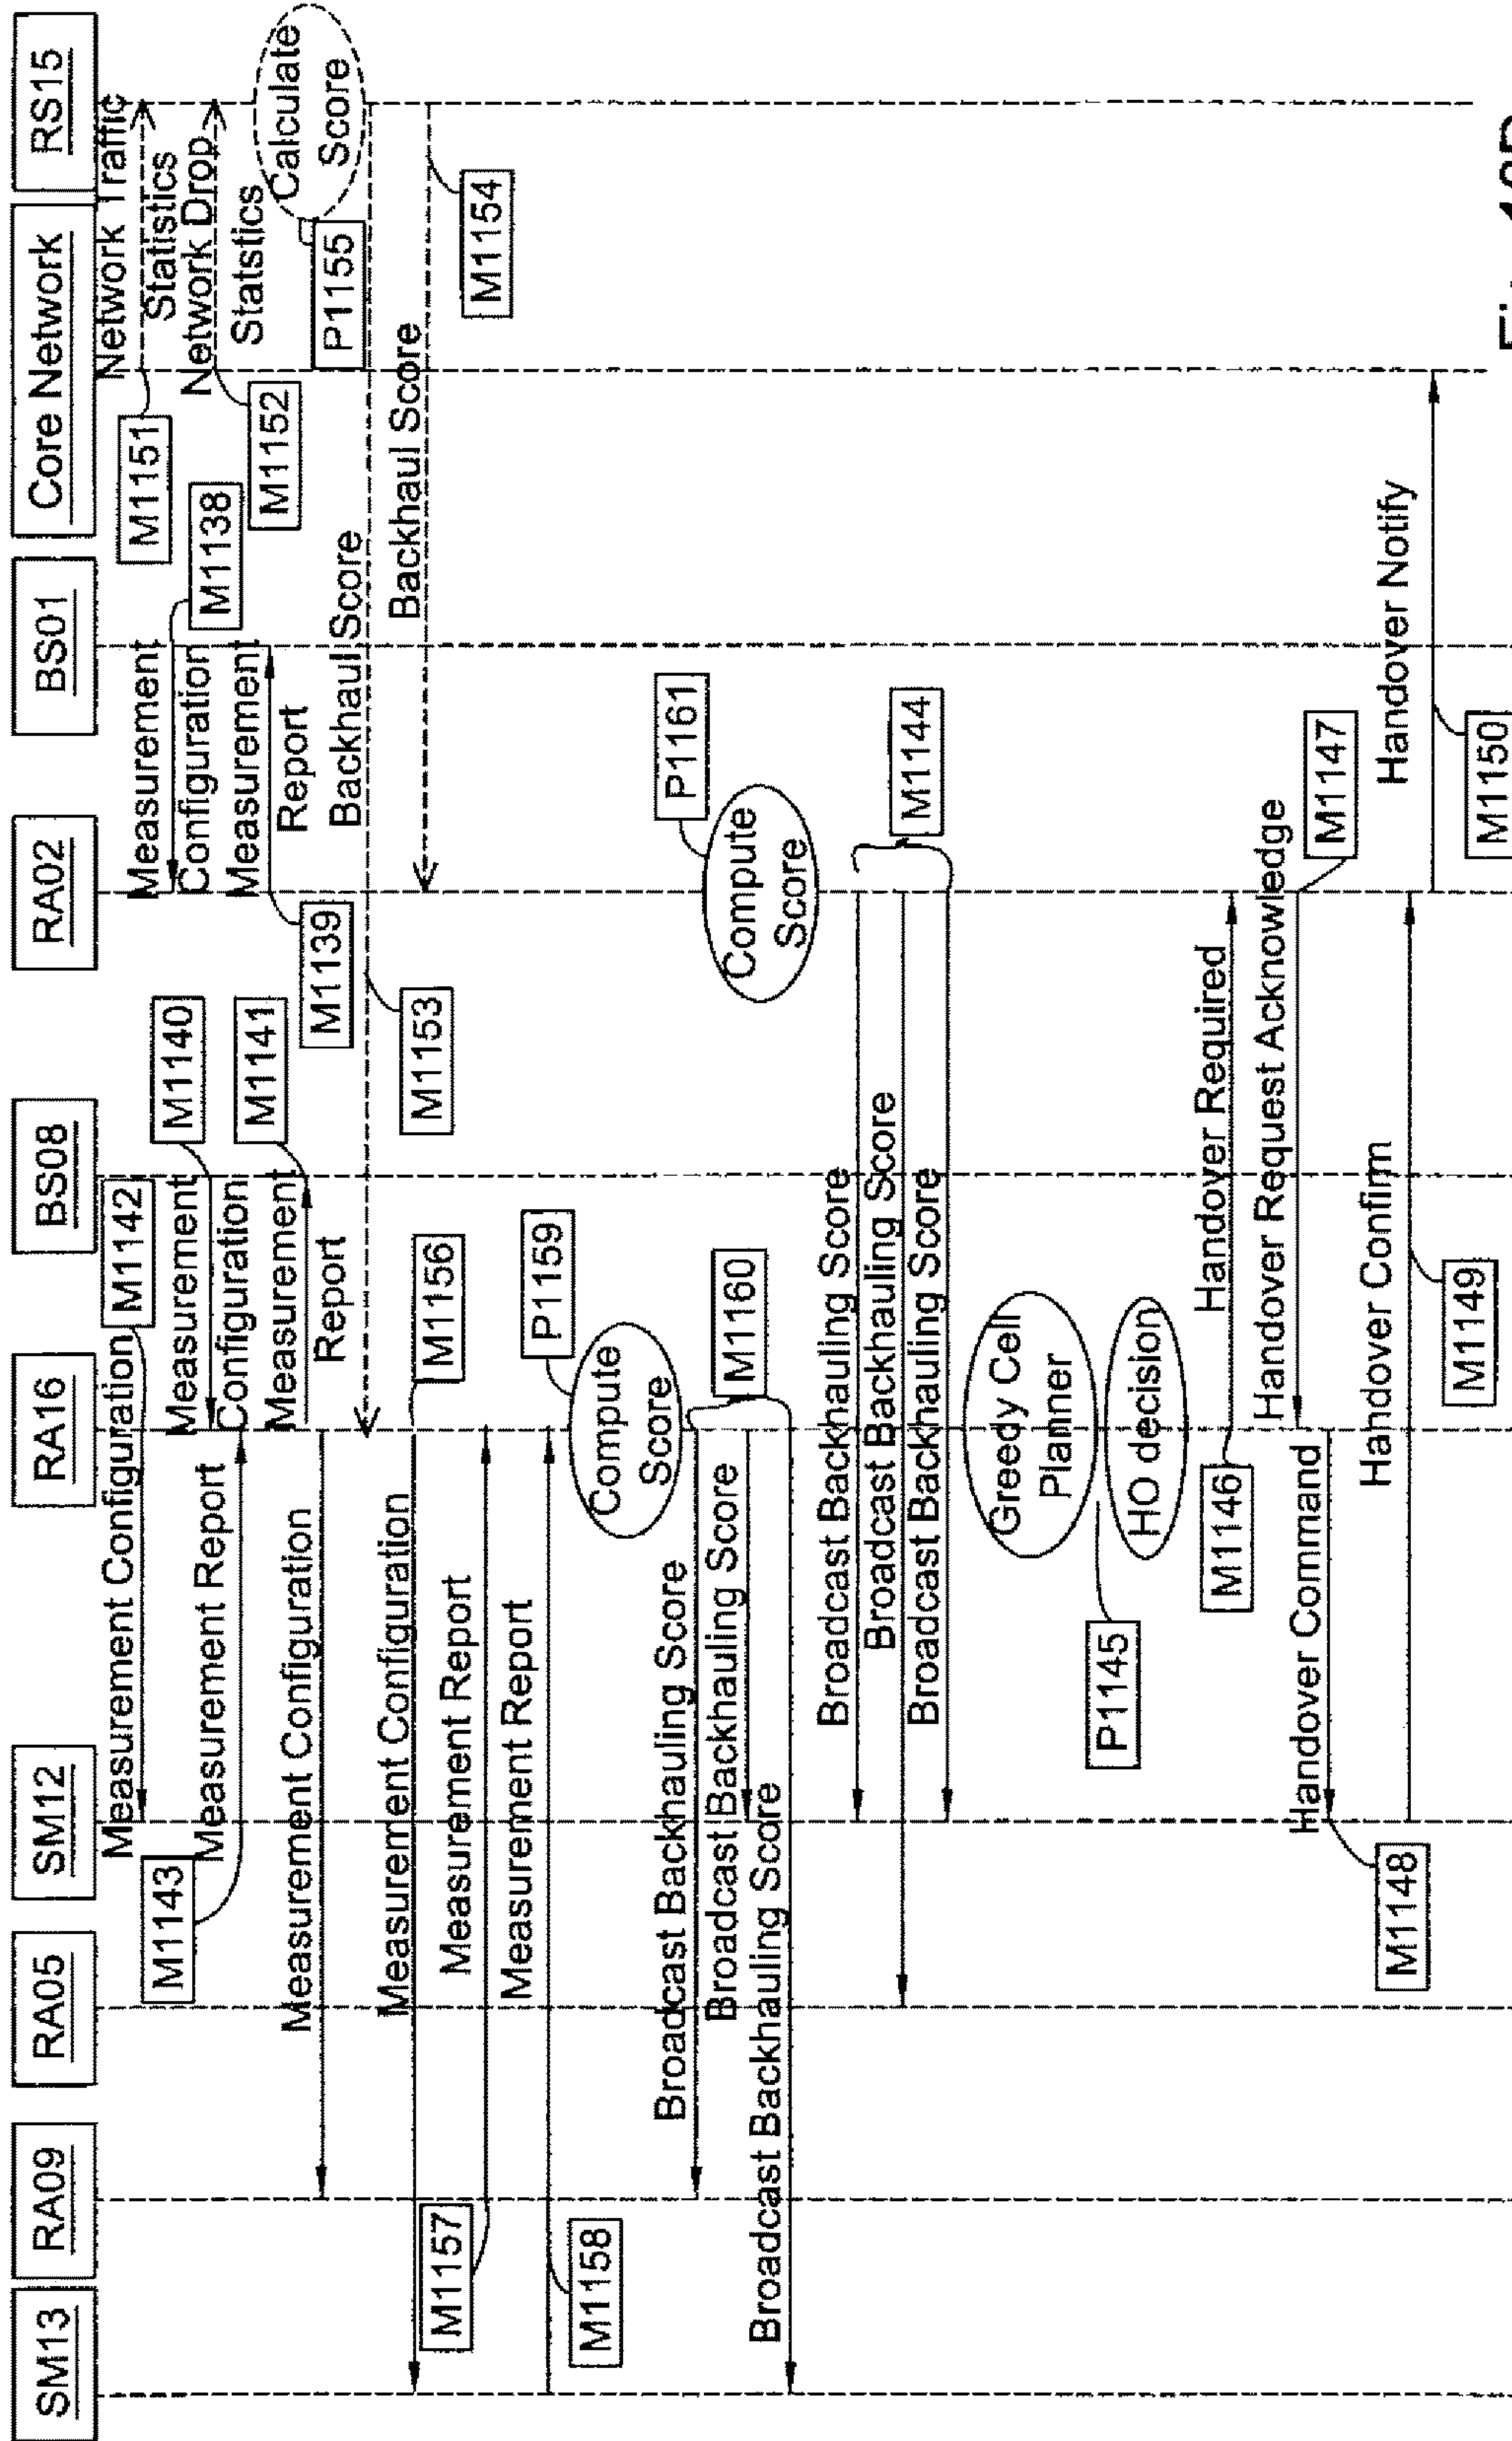 SM13
RA09
RA05
SM12
RA16
BS08
RA02
BS01
Core Network
RS15
Measurement Configuration
M1142
M1143
Measurement Report
Measurement
Configuration
M1140
Measurement
Report
M1141
Measurement
Configuration
M1138
Measurement
Report
M1139
Network Traffic
Statistics
M1151
Network Drop
Statstics
M1152
Calculate
Score
P1155
Backhaul Score
M1153
Backhaul Score
M1154
Measurement Configuration
Measurement Configuration
M1156
Measurement Report
M1157
Measurement Report
M1158
Compute
Score
P1159
Broadcast Backhauling Score
Broadcast Backhauling Score
Broadcast Backhauling Score
M1160
Compute
Score
P1161
Broadcast Backhauling Score
Broadcast Backhauling Score
Broadcast Backhauling Score
M1144
Greedy Cell
Planner
HO decision
P1145
Handover Required
M1146
Handover Request Acknowledge
M1147
Handover Command
M1148
Handover Confirm
M1149
Handover Notify
M1150